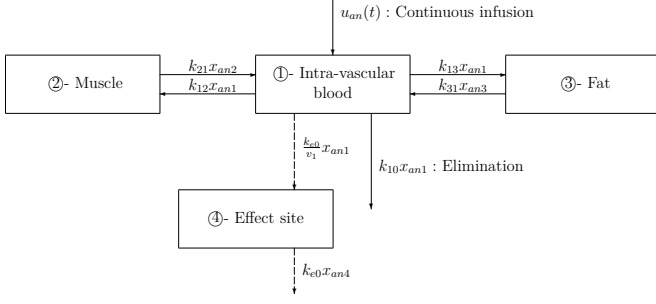 u_{an}(t) : Continuous infusion
k_{21}x_{an2}
k_{13}x_{an1}
②- Muscle
①- Intra-vascular
blood
③- Fat
k_{12}x_{an1}
k_{31}x_{an3}
\frac{k_{e0}}{v_1}x_{an1}
k_{10}x_{an1} : Elimination
④- Effect site
k_{e0}x_{an4}